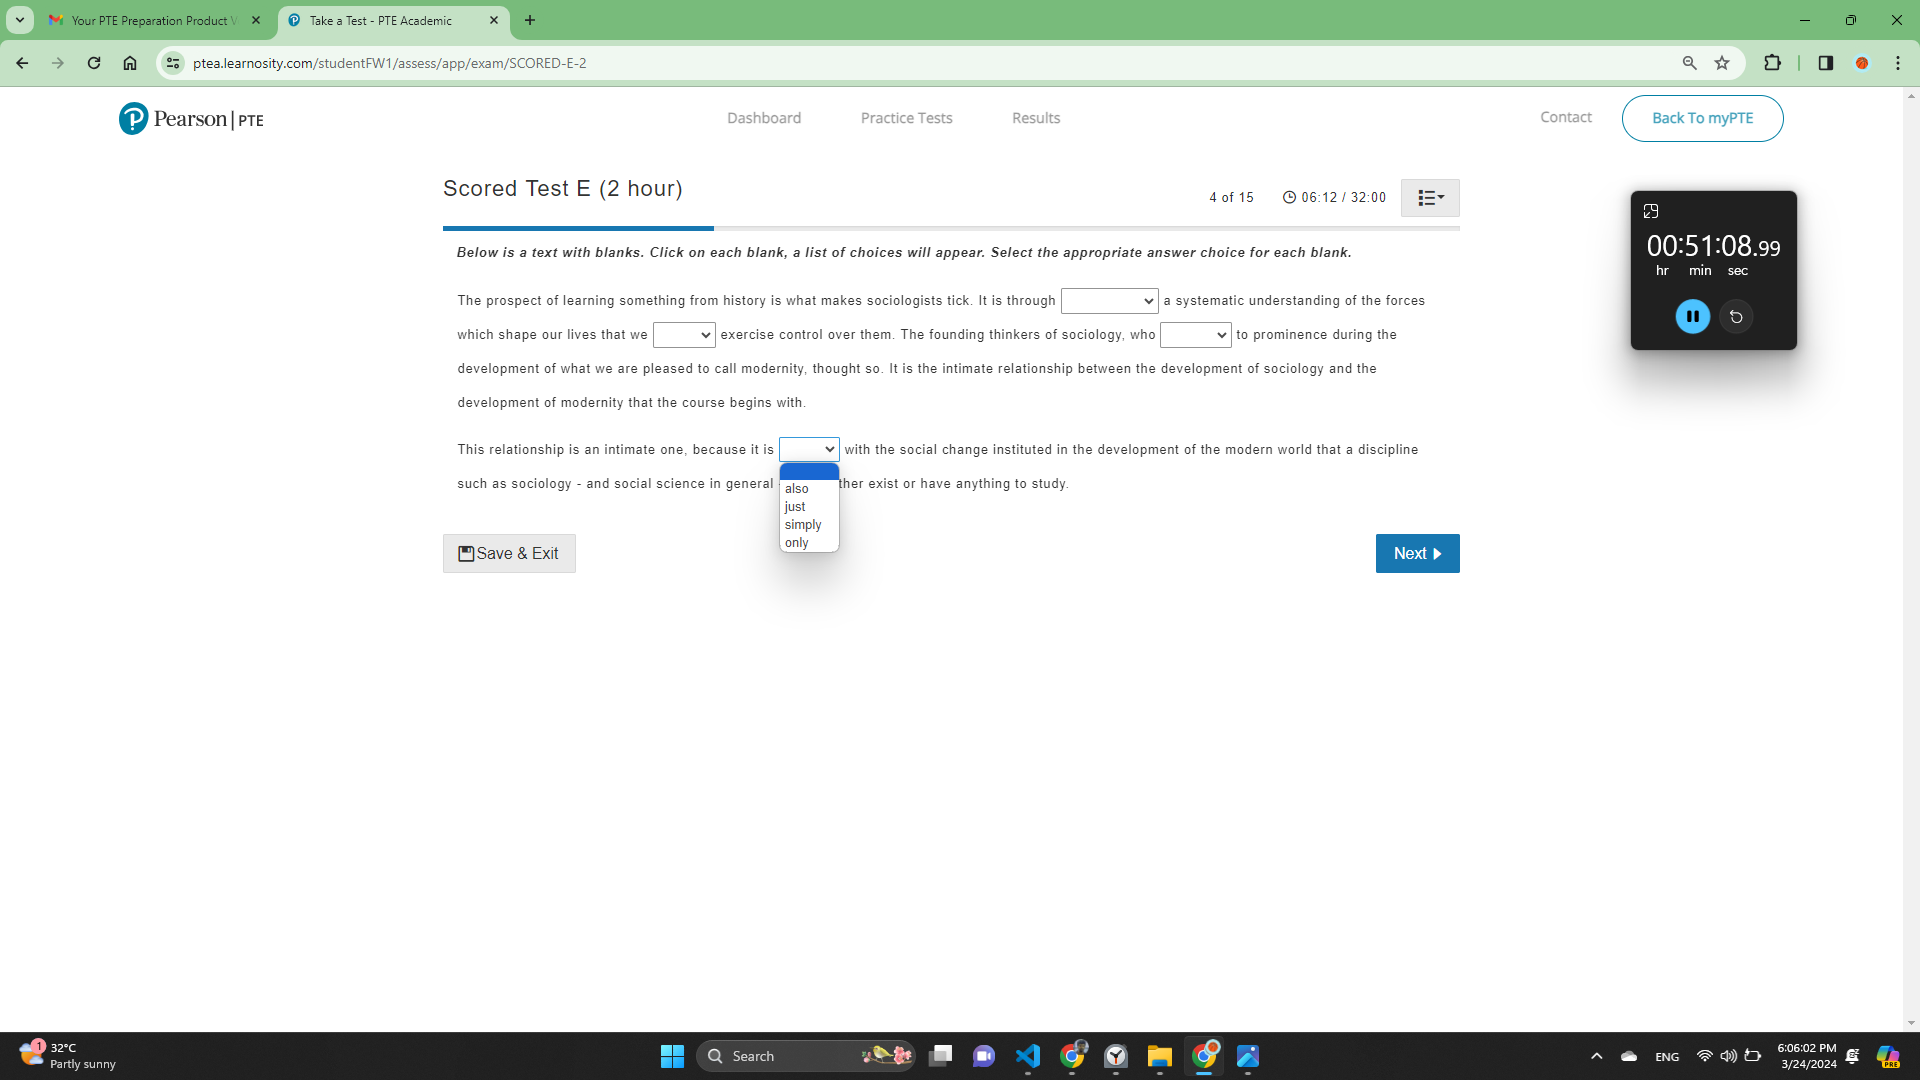 Your PTE Preparation Product V
Take a Test - PTE Academic
ptea.learnosity.com/studentFW1/assess/app/exam/SCORED-E-2
Pearson | PTE
Dashboard
Practice Tests
Results
Contact
Back To myPTE
Scored Test E (2 hour)
4 of 15
06:12 / 32:00
00:51:08.99
hr min sec
Below is a text with blanks. Click on each blank, a list of choices will appear. Select the appropriate answer choice for each blank.
The prospect of learning something from history is what makes sociologists tick. It is through a systematic understanding of the forces
which shape our lives that we exercise control over them. The founding thinkers of sociology, who to prominence during the
development of what we are pleased to call modernity, thought so. It is the intimate relationship between the development of sociology and the
development of modernity that the course begins with.
This relationship is an intimate one, because it is with the social change instituted in the development of the modern world that a discipline
such as sociology - and social science in general ther exist or have anything to study.
also
just
simply
only
Save & Exit
Next
1
32°C
Partly sunny
Search
ENG
6:06:02 PM
3/24/2024
PRE